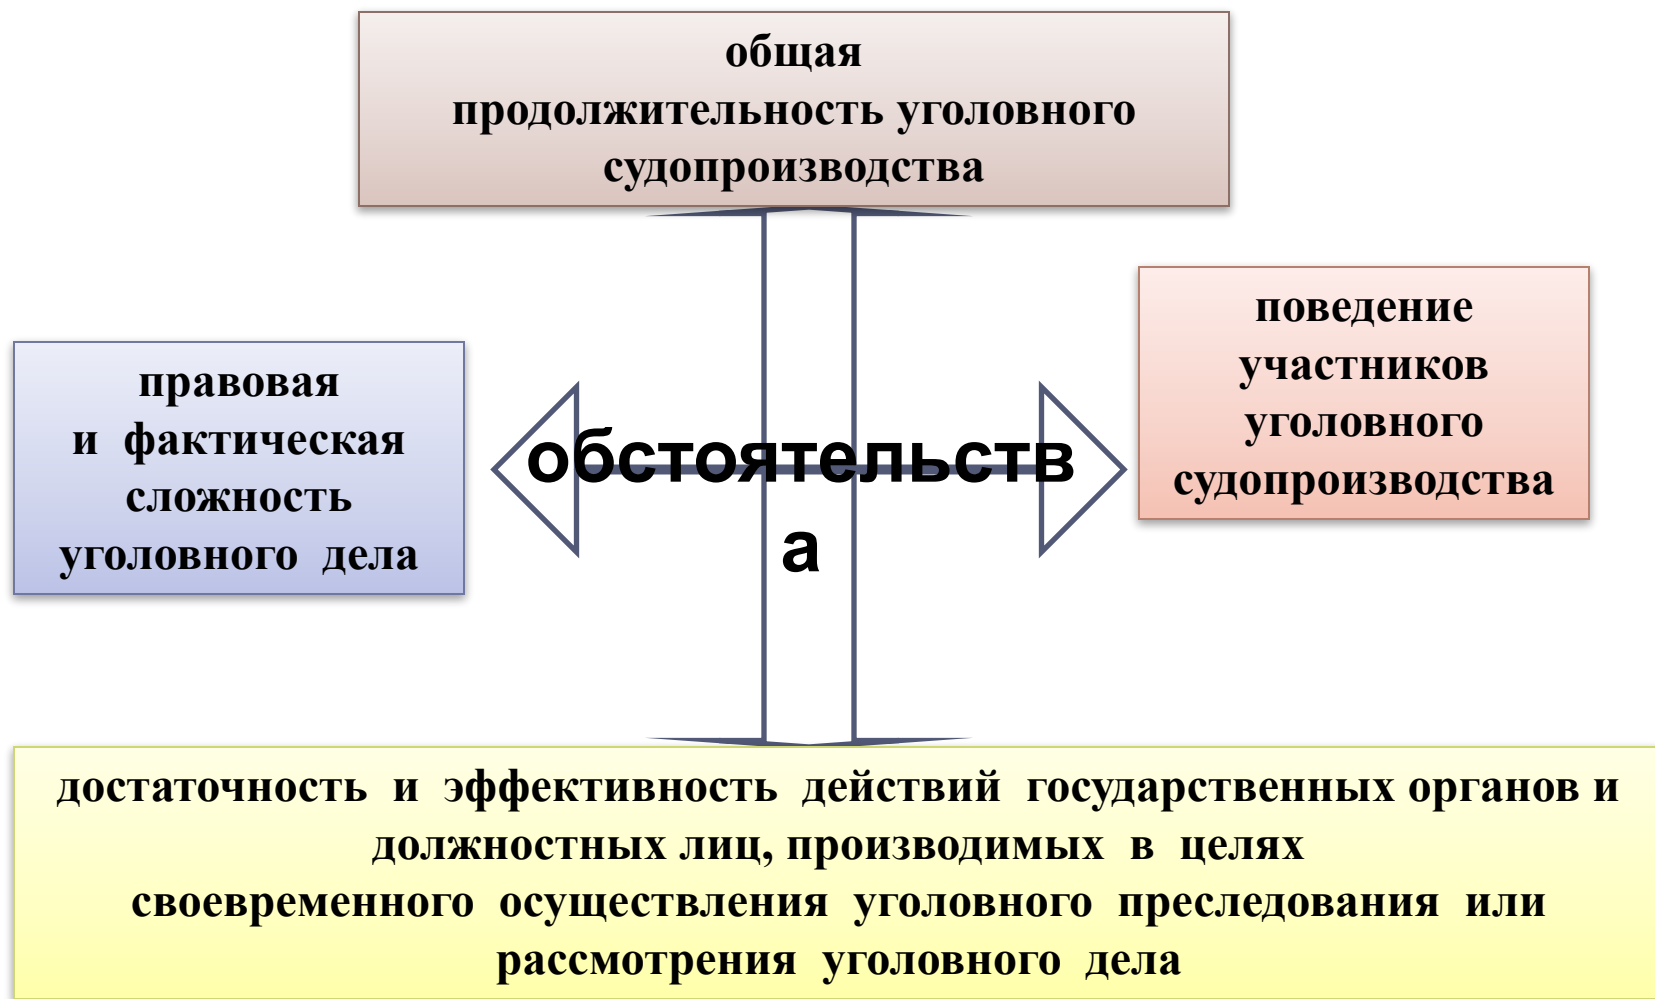 общая
продолжительность уголовного
судопроизводства
правовая
и фактическая
сложность
уголовного дела
обстоятельств
а
поведение
участников
уголовного
судопроизводства
достаточность и эффективность действий государственных органов и
должностных лиц, производимых в целях
своевременного осуществления уголовного преследования или
рассмотрения уголовного дела